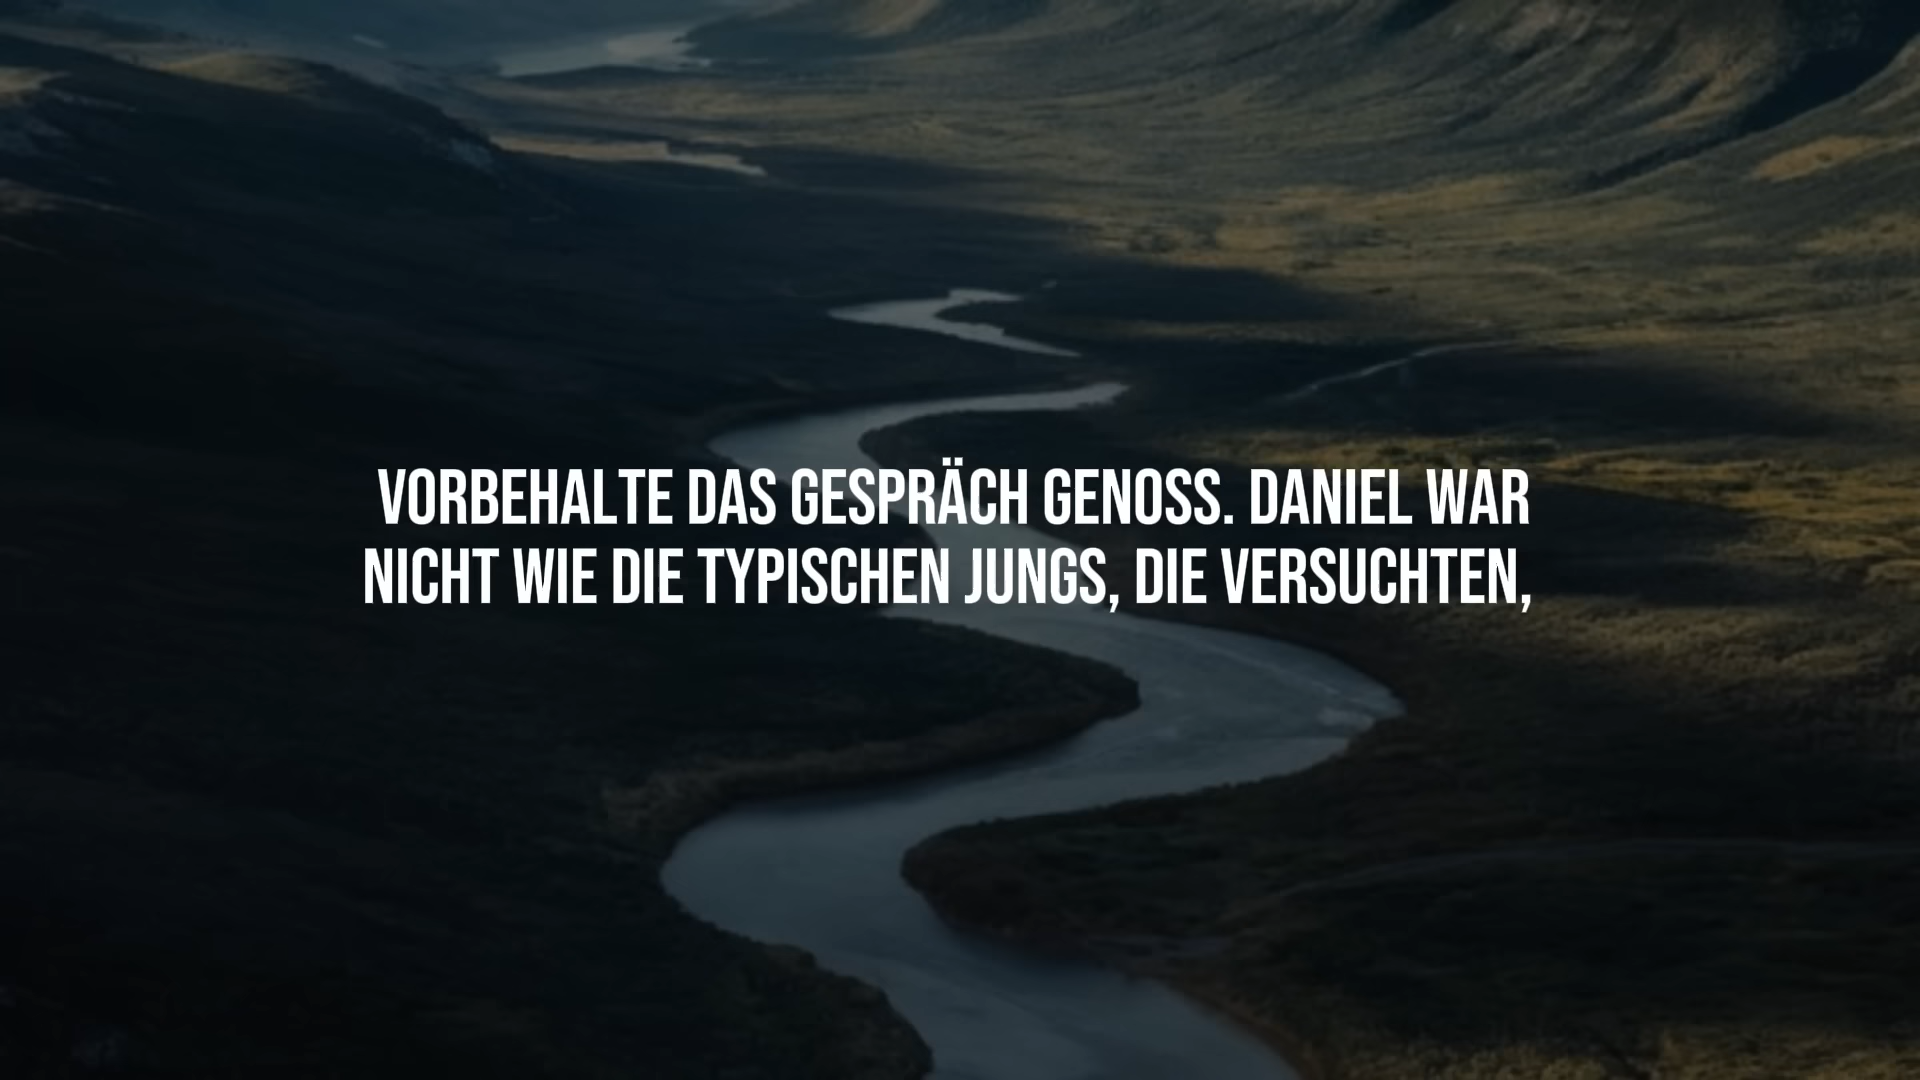 VORBEHALTE DAS GESPRÄCH GENOSS. DANIEL WAR
NICHT WIE DIE TYPISCHEN JUNGS, DIE VERSUCHTEN,